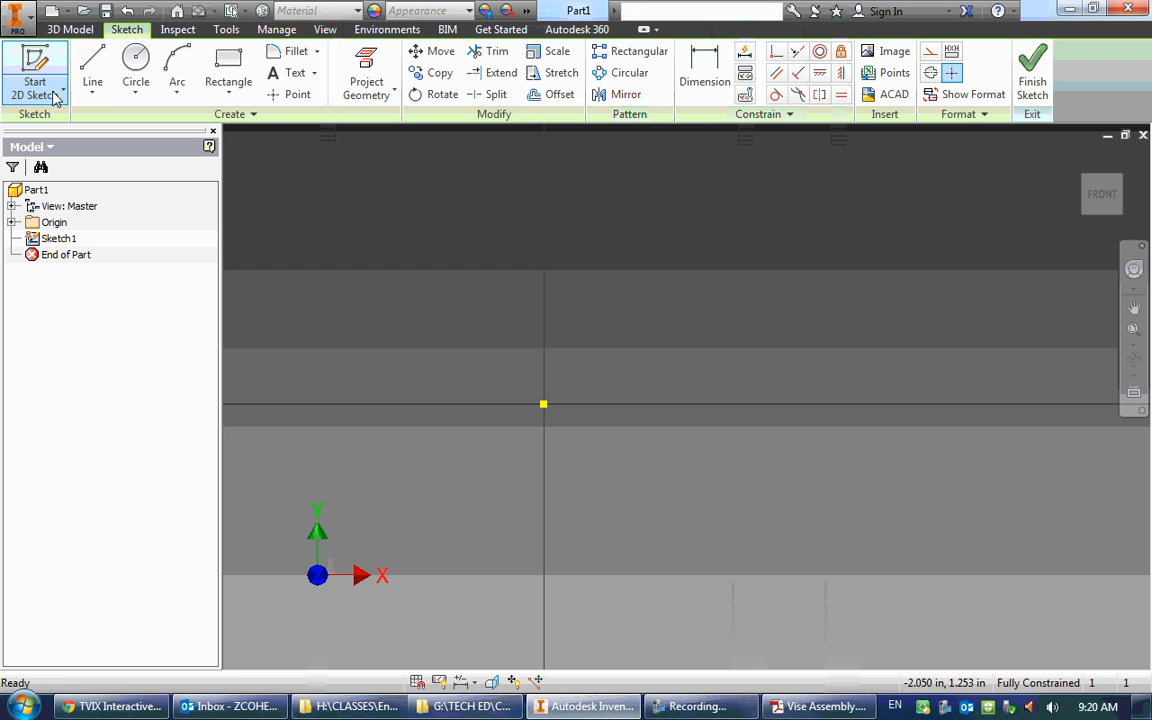 Material
Appearance
Part1
Sign In
PRO
3D Model
Sketch
Inspect
Tools
Manage
View
Environments
BIM
Get Started
Autodesk 360
Start
2D Sketch
Line
Circle
Arc
Rectangle
Fillet
Text
Point
Project
Geometry
Move
Copy
Rotate
Trim
Extend
Split
Scale
Stretch
Offset
Rectangular
Circular
Mirror
Dimension
Image
Points
ACAD
Show Format
Finish
Sketch
Sketch
Create
Modify
Pattern
Constrain
Insert
Format
Exit
Model
Part1
View: Master
Origin
Sketch1
End of Part
FRONT
Y
X
Ready
-2.050 in, 1.253 in
Fully Constrained
1
1
TVIX Interactive...
Inbox - ZCOHE...
H:\CLASSES\En...
G:\TECH ED\C...
Autodesk Inven...
Recording...
Vise Assembly....
EN
9:20 AM